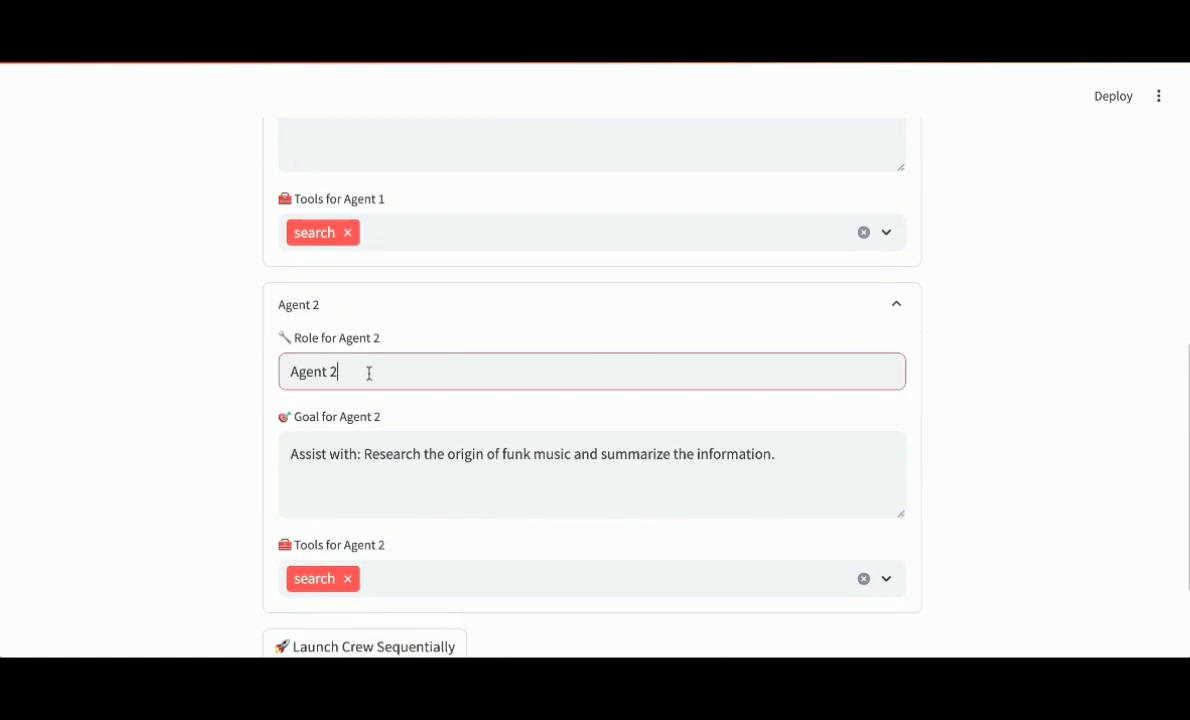 Deploy
Tools for Agent 1
search ×
Agent 2
Role for Agent 2
Agent 2
Goal for Agent 2
Assist with: Research the origin of funk music and summarize the information.
Tools for Agent 2
search ×
Launch Crew Sequentially